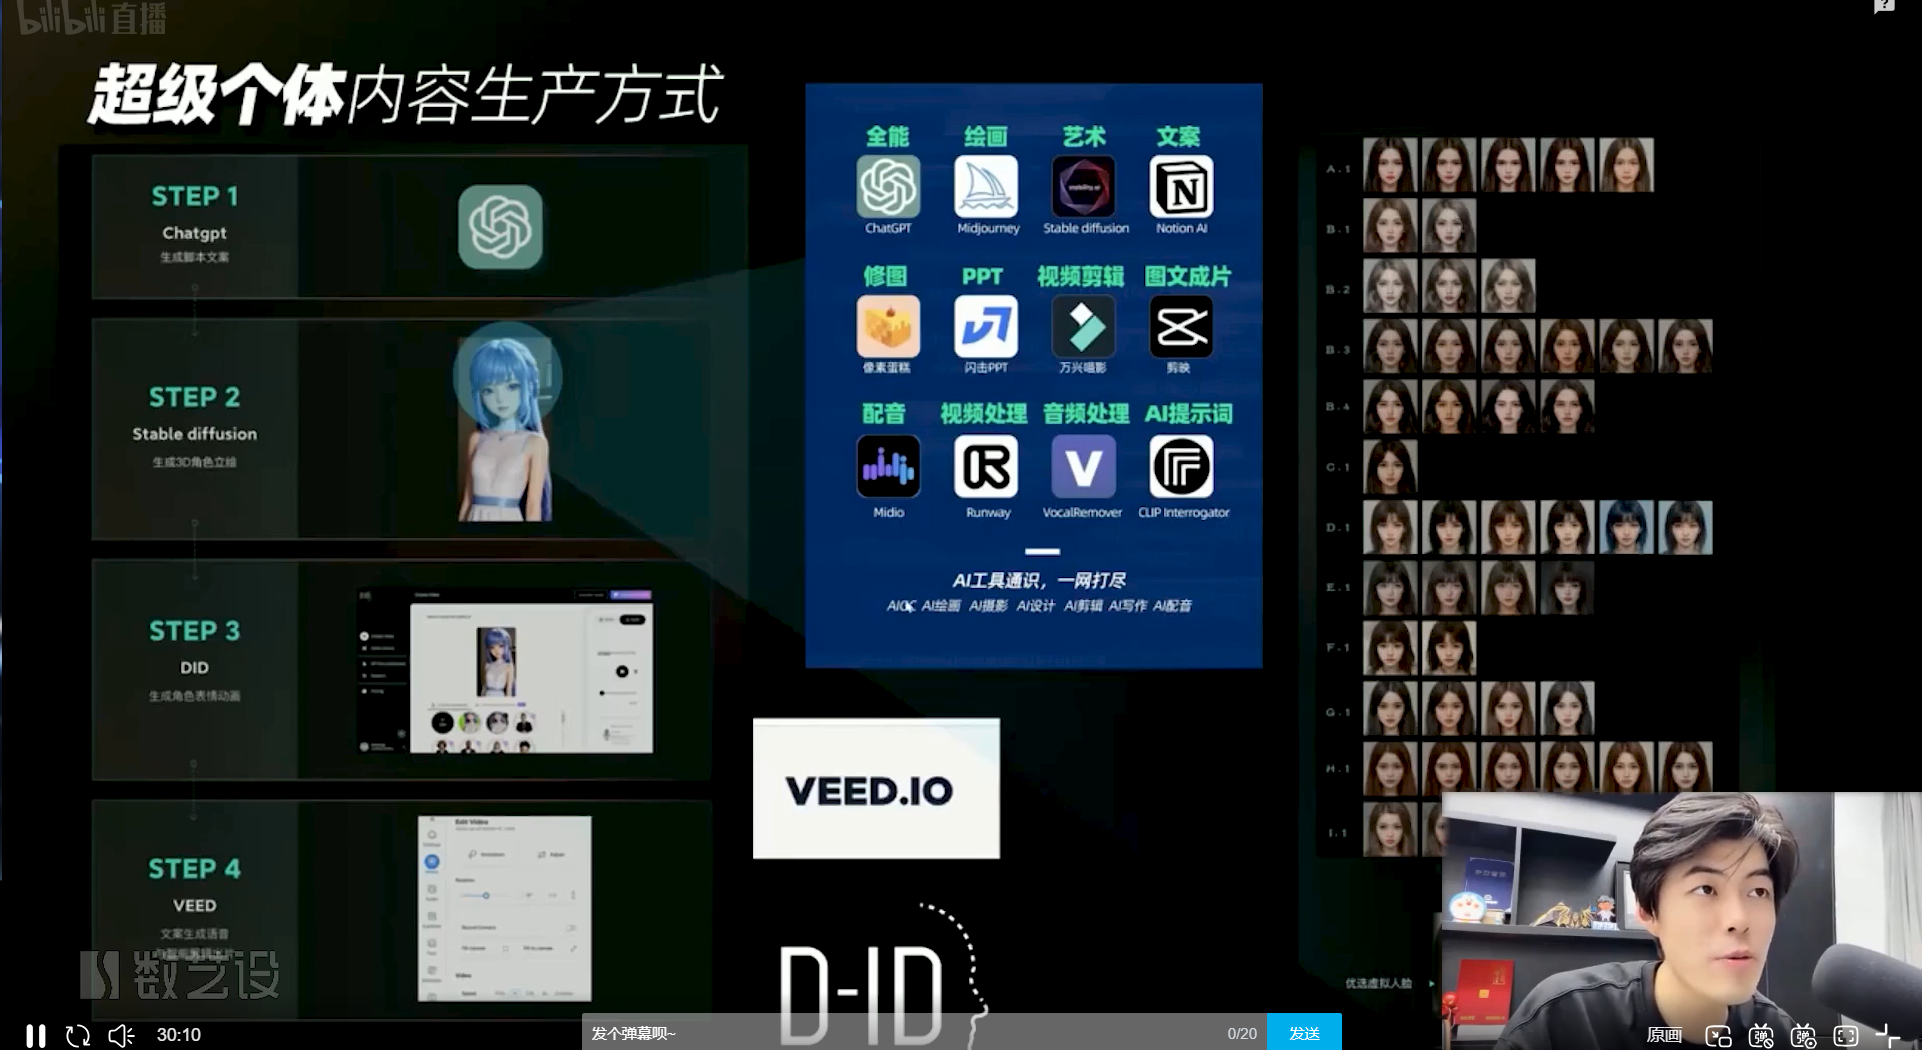 bilibili直播
超级个体内容生产方式
STEP 1
Chatgpt
生成脚本文案
STEP 2
Stable diffusion
生成3D角色立绘
STEP 3
DID
生成角色表情动画
STEP 4
VEED
文案生成语音
数艺设
全能 绘画 艺术 文案
ChatGPT Midjourney Stable diffusion Notion AI
修图 PPT 视频剪辑 图文成片
像素蛋糕 闪击PPT 万兴喵影 剪映
配音 视频处理 音频处理 AI提示词
Midio Runway VocalRemover CLIP Interrogator
AI工具通识，一网打尽
AI绘画 AI摄影 AI设计 AI剪辑 AI写作 AI配音
VEED.IO
D-ID
A.1
B.1
B.2
B.3
B.4
C.1
D.1
E.1
F.1
G.1
H.1
I.1
优选虚拟人脸
Edit Video
30:10
发个弹幕呗~
0/20
发送
原画